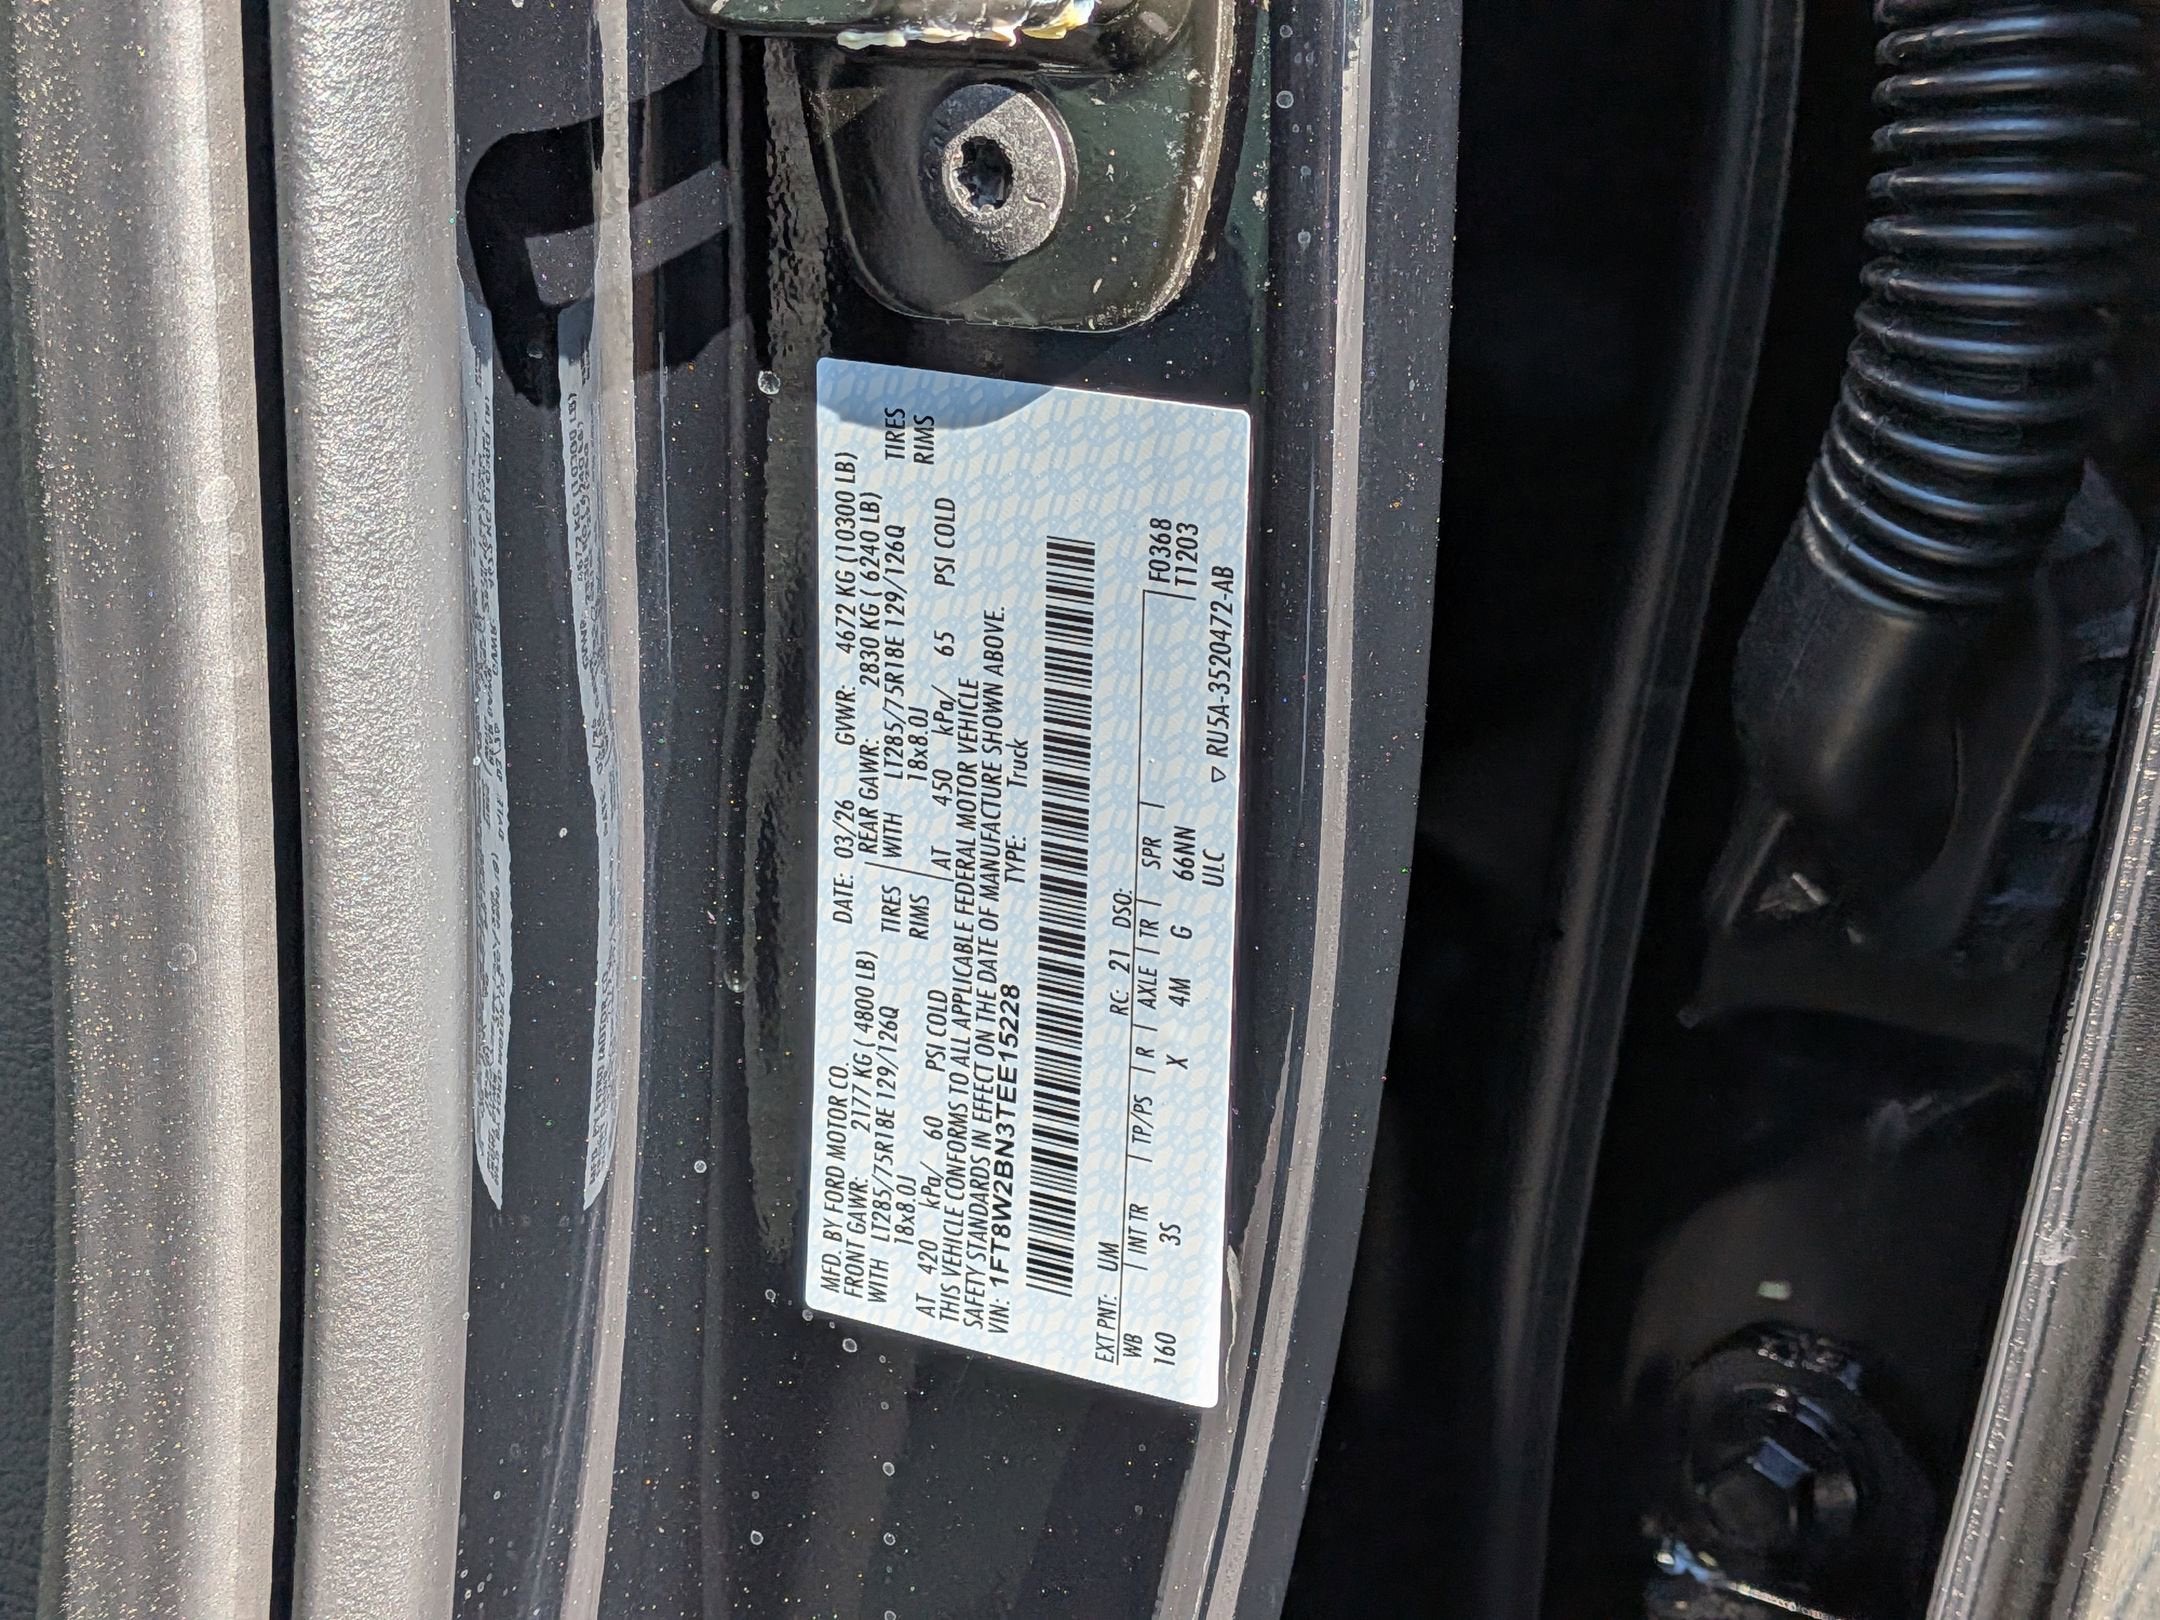 MFD. BY FORD MOTOR CO. DATE: 03/26 GVWR: 4672 KG (10300 LB)
FRONT GAWR: 2177 KG ( 4800 LB) REAR GAWR: 2830 KG ( 6240 LB)
WITH LT285/75R18E 129/126Q TIRES WITH LT285/75R18E 129/126Q TIRES
18x8.0J RIMS 18x8.0J RIMS
AT 420 kPa/ 60 PSI COLD AT 450 kPa/ 65 PSI COLD
THIS VEHICLE CONFORMS TO ALL APPLICABLE FEDERAL MOTOR VEHICLE
SAFETY STANDARDS IN EFFECT ON THE DATE OF MANUFACTURE SHOWN ABOVE.
VIN: 1FT8W2BN3TEE15228 TYPE: Truck
EXT PNT: UM RC: 21 DSO:
WB | INT TR | TP/PS | R | AXLE | TR | SPR | F0368
160 3S X 4M G 66NN T1203
ULC ▽ RU5A-3520472-AB